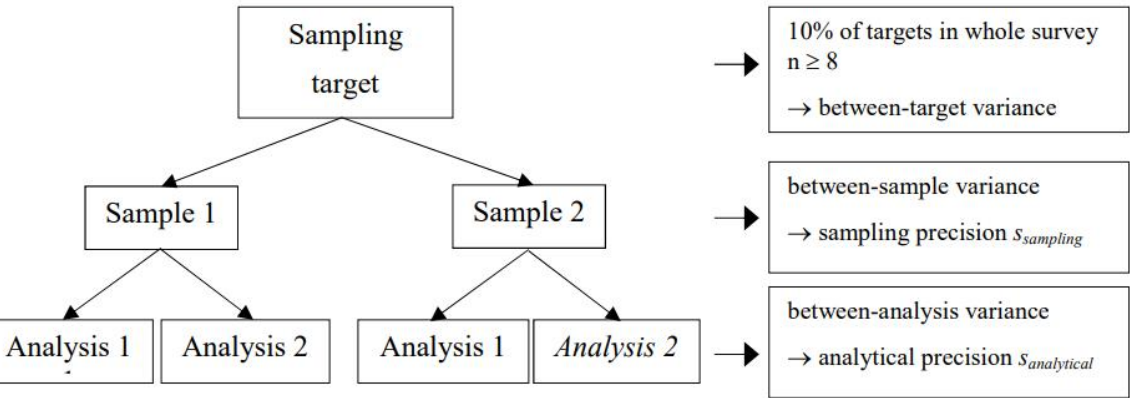 Sampling
target
10% of targets in whole survey
n ≥ 8
→ between-target variance
Sample 1
Sample 2
between-sample variance
→ sampling precision s_sampling
Analysis 1
Analysis 2
Analysis 1
Analysis 2
between-analysis variance
→ analytical precision s_analytical